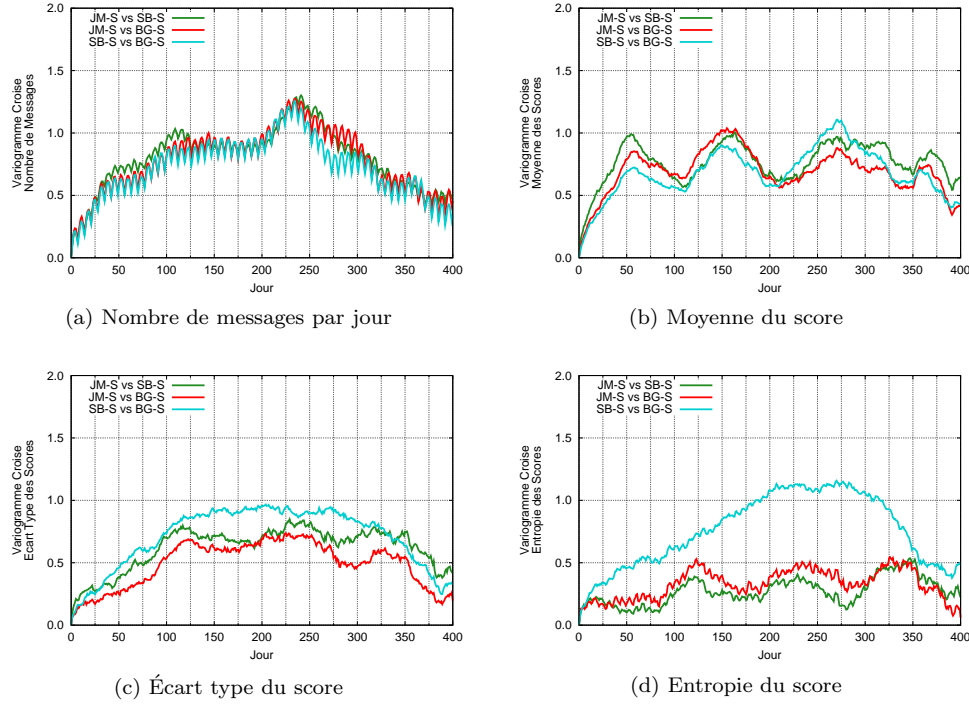 JM-S vs SB-S
JM-S vs BG-S
SB-S vs BG-S
Variogramme Croise
Nombre de Messages
2.0
1.5
1.0
0.5
0.0
0 50 100 150 200 250 300 350 400
Jour
(a) Nombre de messages par jour
JM-S vs SB-S
JM-S vs BG-S
SB-S vs BG-S
Variogramme Croise
Moyenne des Scores
2.0
1.5
1.0
0.5
0.0
0 50 100 150 200 250 300 350 400
Jour
(b) Moyenne du score
JM-S vs SB-S
JM-S vs BG-S
SB-S vs BG-S
Variogramme Croise
Ecart Type des Scores
2.0
1.5
1.0
0.5
0.0
0 50 100 150 200 250 300 350 400
Jour
(c) Écart type du score
JM-S vs SB-S
JM-S vs BG-S
SB-S vs BG-S
Variogramme Croise
Entropie des Scores
2.0
1.5
1.0
0.5
0.0
0 50 100 150 200 250 300 350 400
Jour
(d) Entropie du score